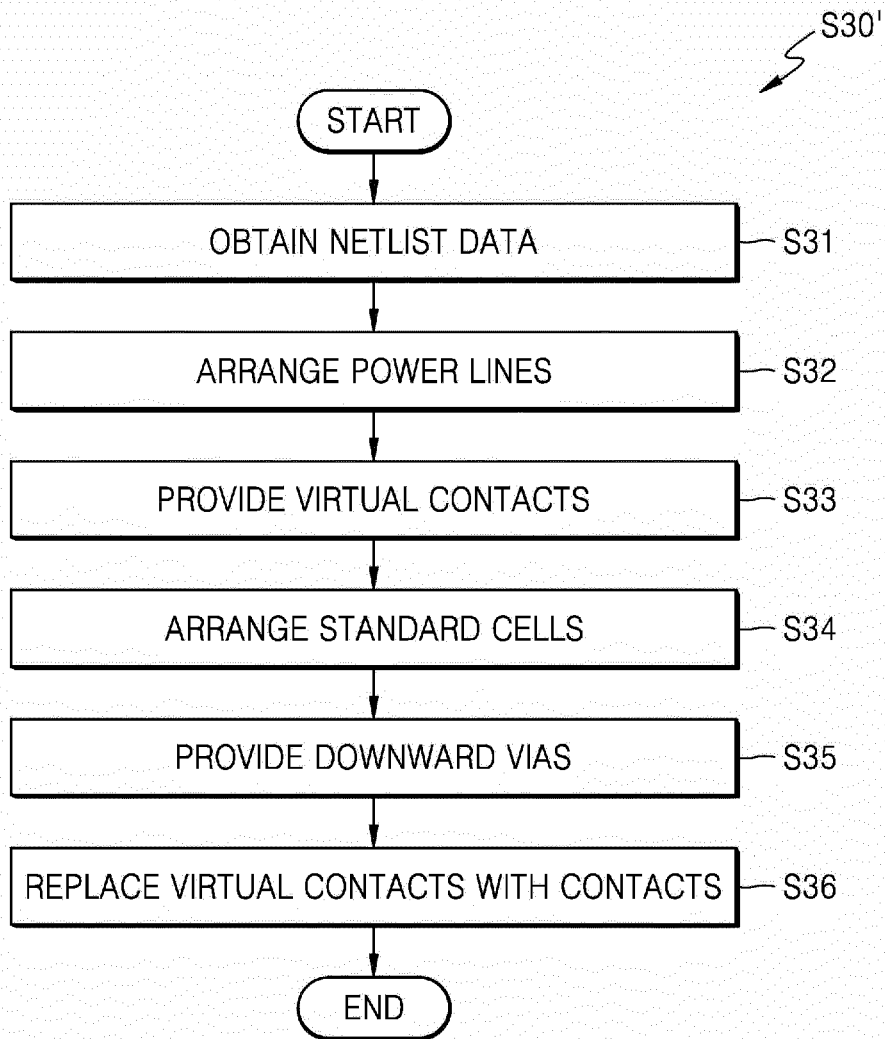 S30'
START
OBTAIN NETLIST DATA
S31
ARRANGE POWER LINES
S32
PROVIDE VIRTUAL CONTACTS
S33
ARRANGE STANDARD CELLS
S34
PROVIDE DOWNWARD VIAS
S35
REPLACE VIRTUAL CONTACTS WITH CONTACTS
S36
END